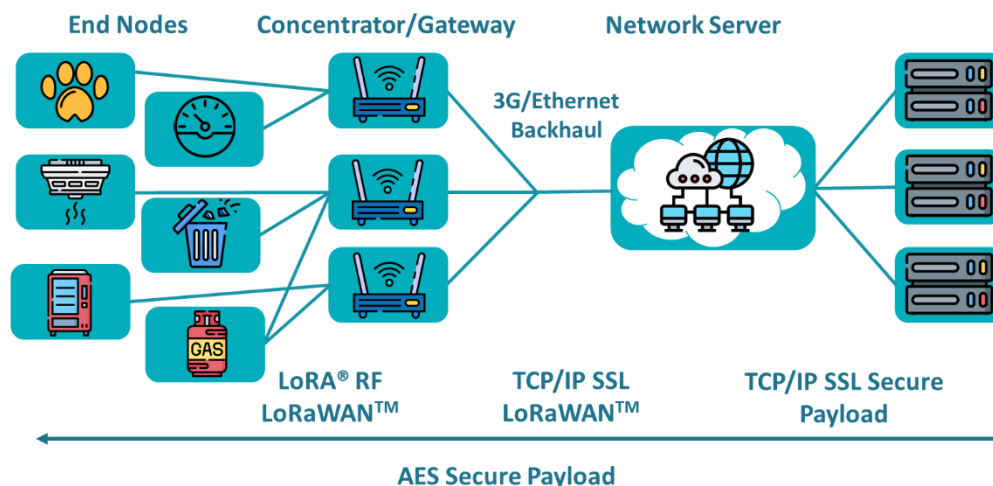 End Nodes
Concentrator/Gateway
Network Server
3G/Ethernet
Backhaul
GAS
LoRA® RF
LoRaWAN™
TCP/IP SSL
LoRaWAN™
TCP/IP SSL Secure
Payload
AES Secure Payload